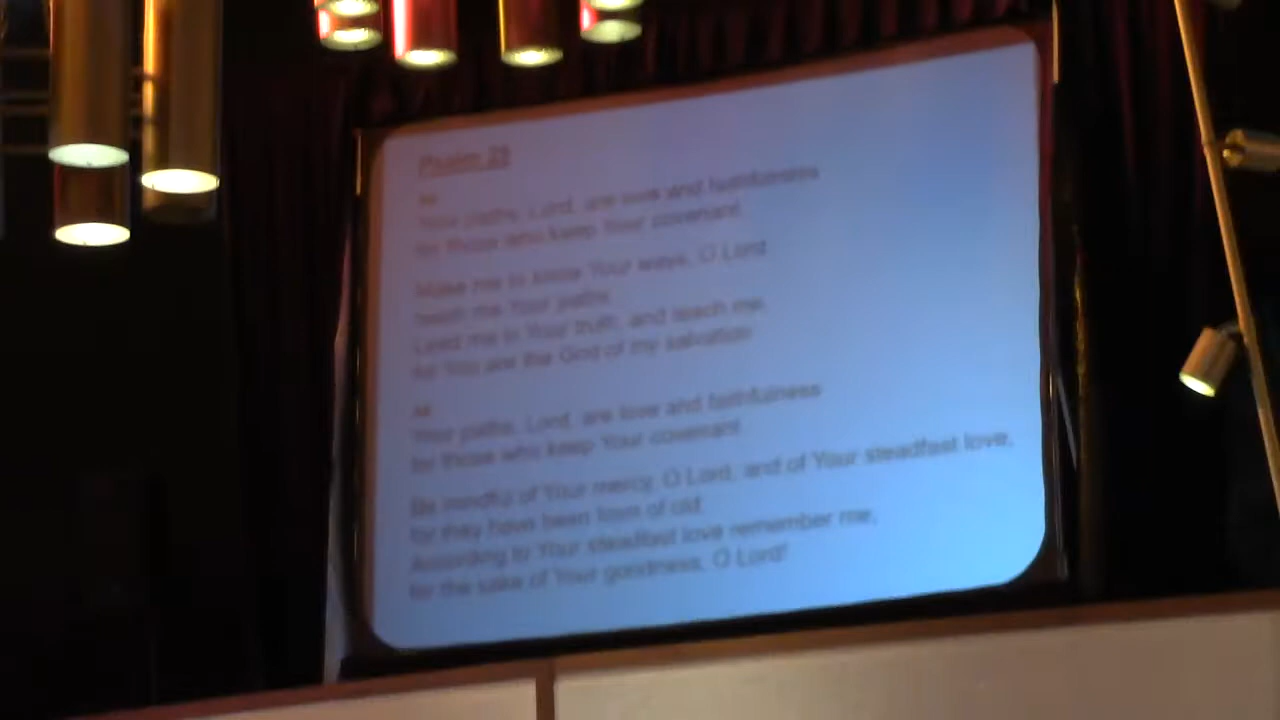 Psalm 25
All
Your paths, Lord, are love and faithfulness
for those who keep Your covenant.
Make me to know Your ways, O Lord
teach me Your paths.
Lead me in Your truth, and teach me,
for You are the God of my salvation
All
Your paths, Lord, are love and faithfulness
for those who keep Your covenant.
Be mindful of Your mercy, O Lord, and of Your steadfast love,
for they have been from of old.
According to Your steadfast love remember me,
for the sake of Your goodness, O Lord!